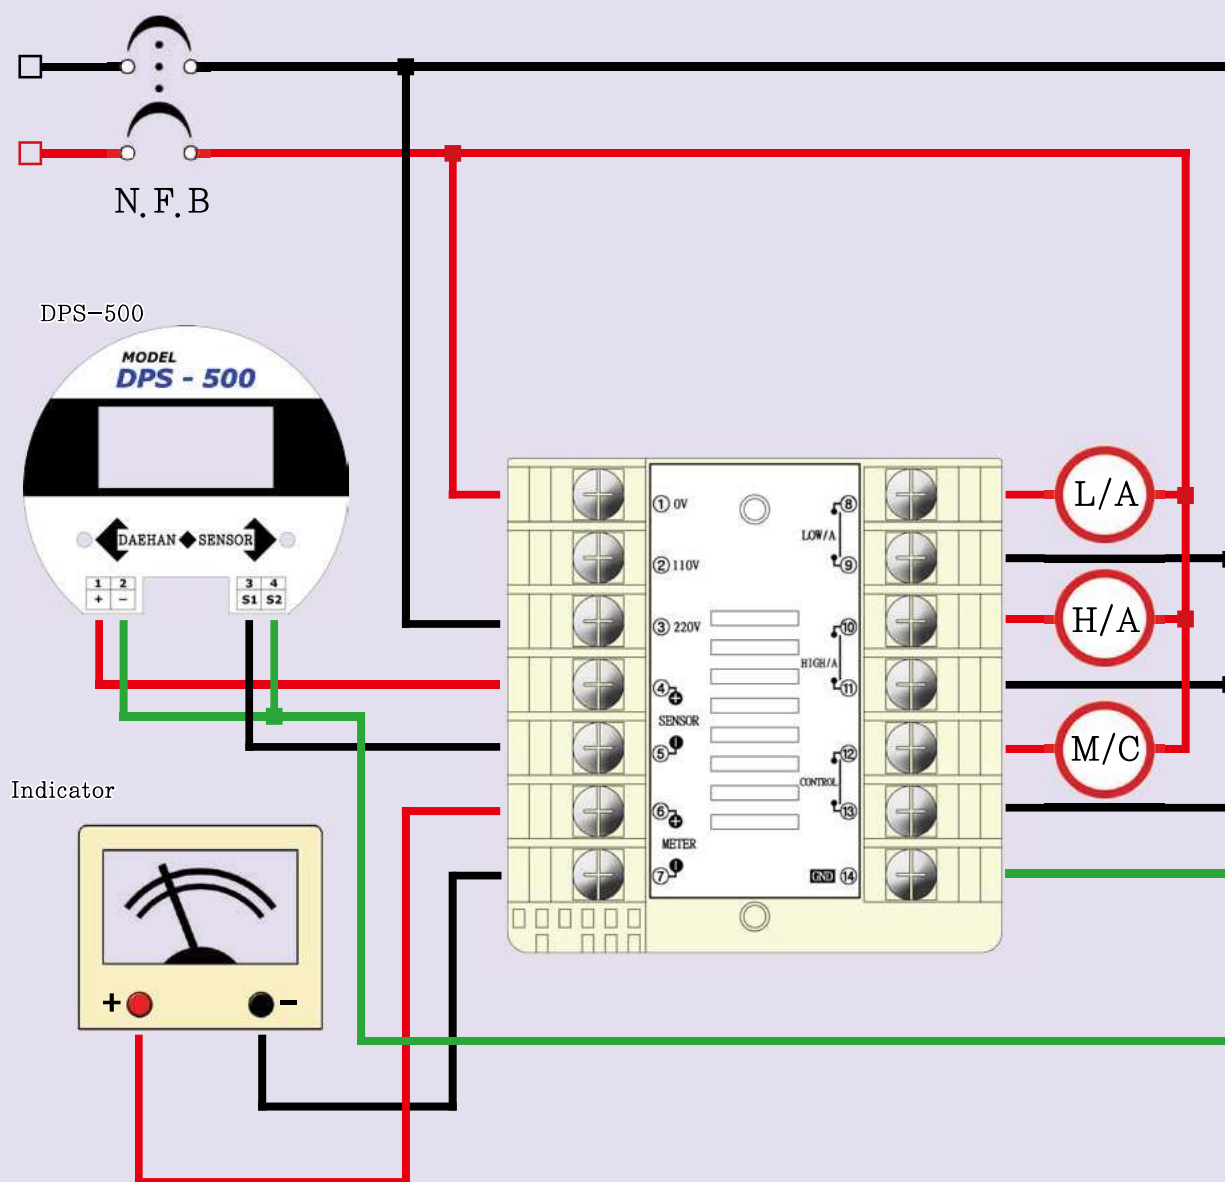 N.F.B
DPS-500
MODEL
DPS - 500
DAEHAN ◆ SENSOR
1 2 3 4
+ − S1 S2
Indicator
+ −
① 0V
② 110V
③ 220V
④ +
SENSOR
⑤ −
⑥ +
METER
⑦ −
⑧
LOW/A
⑨
⑩
HIGH/A
⑪
⑫
CONTROL
⑬
GND ⑭
L/A
H/A
M/C